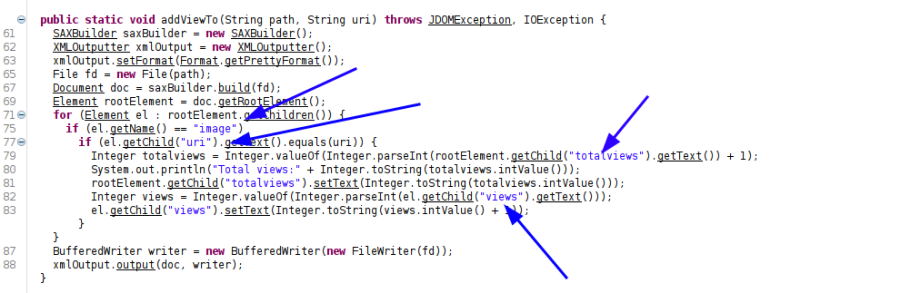 public static void addViewTo(String path, String uri) throws JDOMException, IOException {
61 SAXBuilder saxBuilder = new SAXBuilder();
62 XMLOutputter xmlOutput = new XMLOutputter();
63 xmlOutput.setFormat(Format.getPrettyFormat());
65 File fd = new File(path);
67 Document doc = saxBuilder.build(fd);
69 Element rootElement = doc.getRootElement();
71 for (Element el : rootElement.getChildren()) {
75 if (el.getName() == "image")
77 if (el.getChild("uri").getText().equals(uri)) {
79 Integer totalviews = Integer.valueOf(Integer.parseInt(rootElement.getChild("totalviews").getText()) + 1);
80 System.out.println("Total views:" + Integer.toString(totalviews.intValue()));
81 rootElement.getChild("totalviews").setText(Integer.toString(totalviews.intValue()));
82 Integer views = Integer.valueOf(Integer.parseInt(el.getChild("views").getText()));
83 el.getChild("views").setText(Integer.toString(views.intValue() + 1));
}
}
87 BufferedWriter writer = new BufferedWriter(new FileWriter(fd));
88 xmlOutput.output(doc, writer);
}